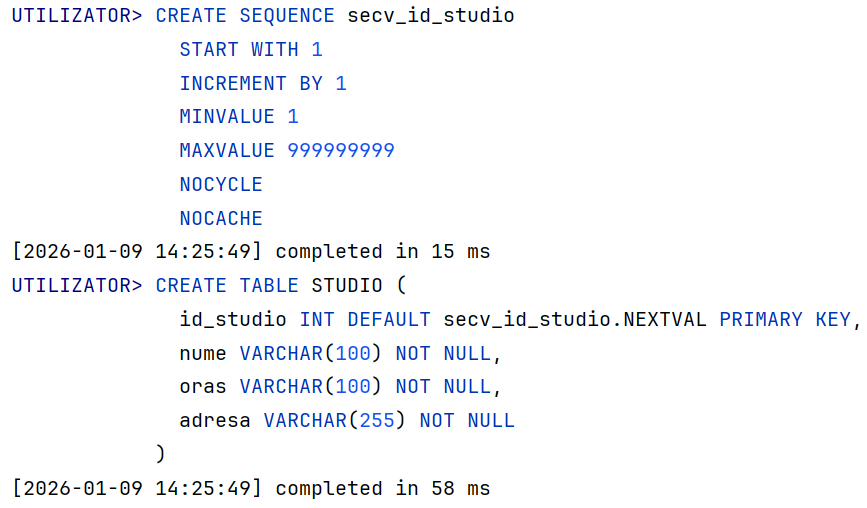 UTILIZATOR> CREATE SEQUENCE secv_id_studio
START WITH 1
INCREMENT BY 1
MINVALUE 1
MAXVALUE 999999999
NOCYCLE
NOCACHE
[2026-01-09 14:25:49] completed in 15 ms
UTILIZATOR> CREATE TABLE STUDIO (
id_studio INT DEFAULT secv_id_studio.NEXTVAL PRIMARY KEY,
nume VARCHAR(100) NOT NULL,
oras VARCHAR(100) NOT NULL,
adresa VARCHAR(255) NOT NULL
)
[2026-01-09 14:25:49] completed in 58 ms